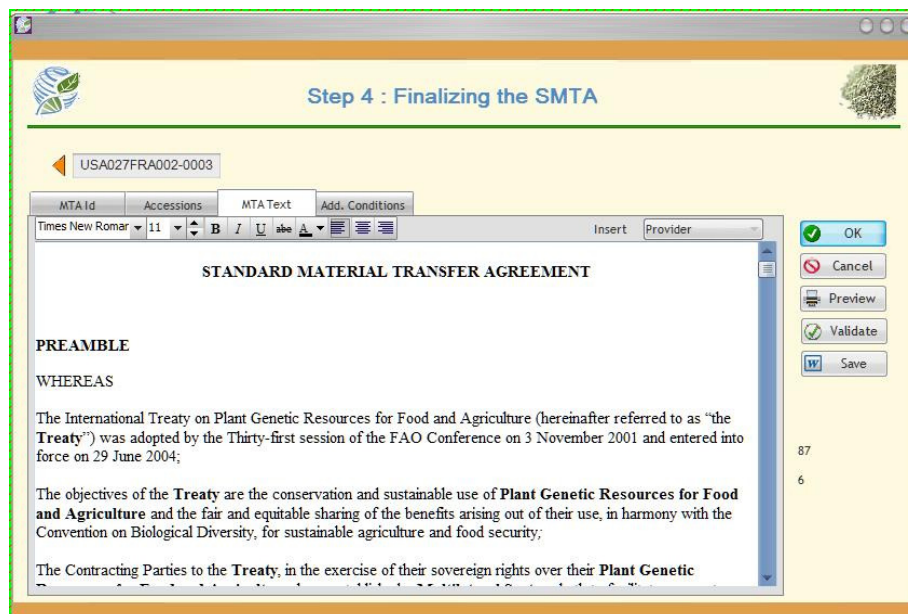 Step 4 : Finalizing the SMTA
USA027FRA002-0003
MTA Id
Accessions
MTA Text
Add. Conditions
Times New Romar
11
B
I
U
abc
A
Insert
Provider
OK
Cancel
Preview
Validate
W
Save
STANDARD MATERIAL TRANSFER AGREEMENT
PREAMBLE
WHEREAS
The International Treaty on Plant Genetic Resources for Food and Agriculture (hereinafter referred to as “the
Treaty”) was adopted by the Thirty-first session of the FAO Conference on 3 November 2001 and entered into
force on 29 June 2004;
The objectives of the Treaty are the conservation and sustainable use of Plant Genetic Resources for Food
and Agriculture and the fair and equitable sharing of the benefits arising out of their use, in harmony with the
Convention on Biological Diversity, for sustainable agriculture and food security;
The Contracting Parties to the Treaty, in the exercise of their sovereign rights over their Plant Genetic
87
6